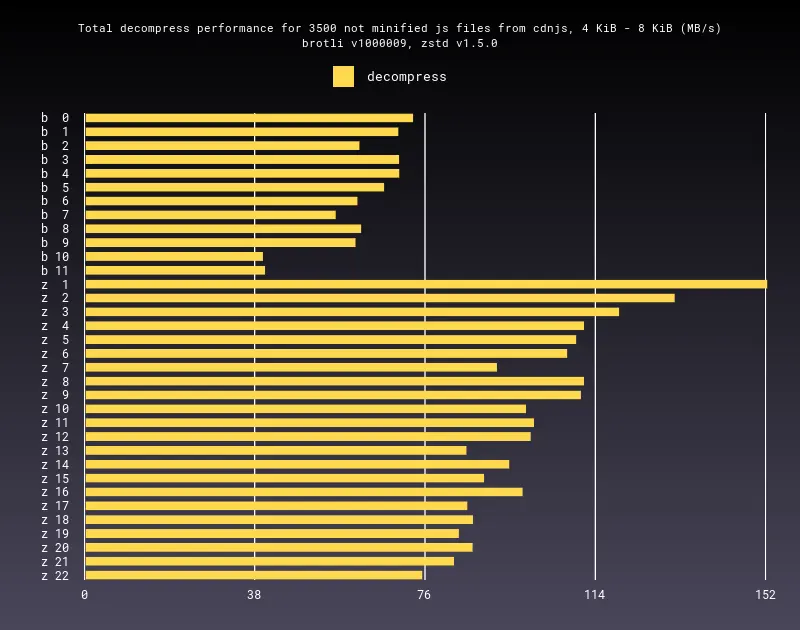 Total decompress performance for 3500 not minified js files from cdnjs, 4 KiB - 8 KiB (MB/s)
brotli v1000009, zstd v1.5.0
decompress
b 0
b 1
b 2
b 3
b 4
b 5
b 6
b 7
b 8
b 9
b 10
b 11
z 1
z 2
z 3
z 4
z 5
z 6
z 7
z 8
z 9
z 10
z 11
z 12
z 13
z 14
z 15
z 16
z 17
z 18
z 19
z 20
z 21
z 22
0 38 76 114 152